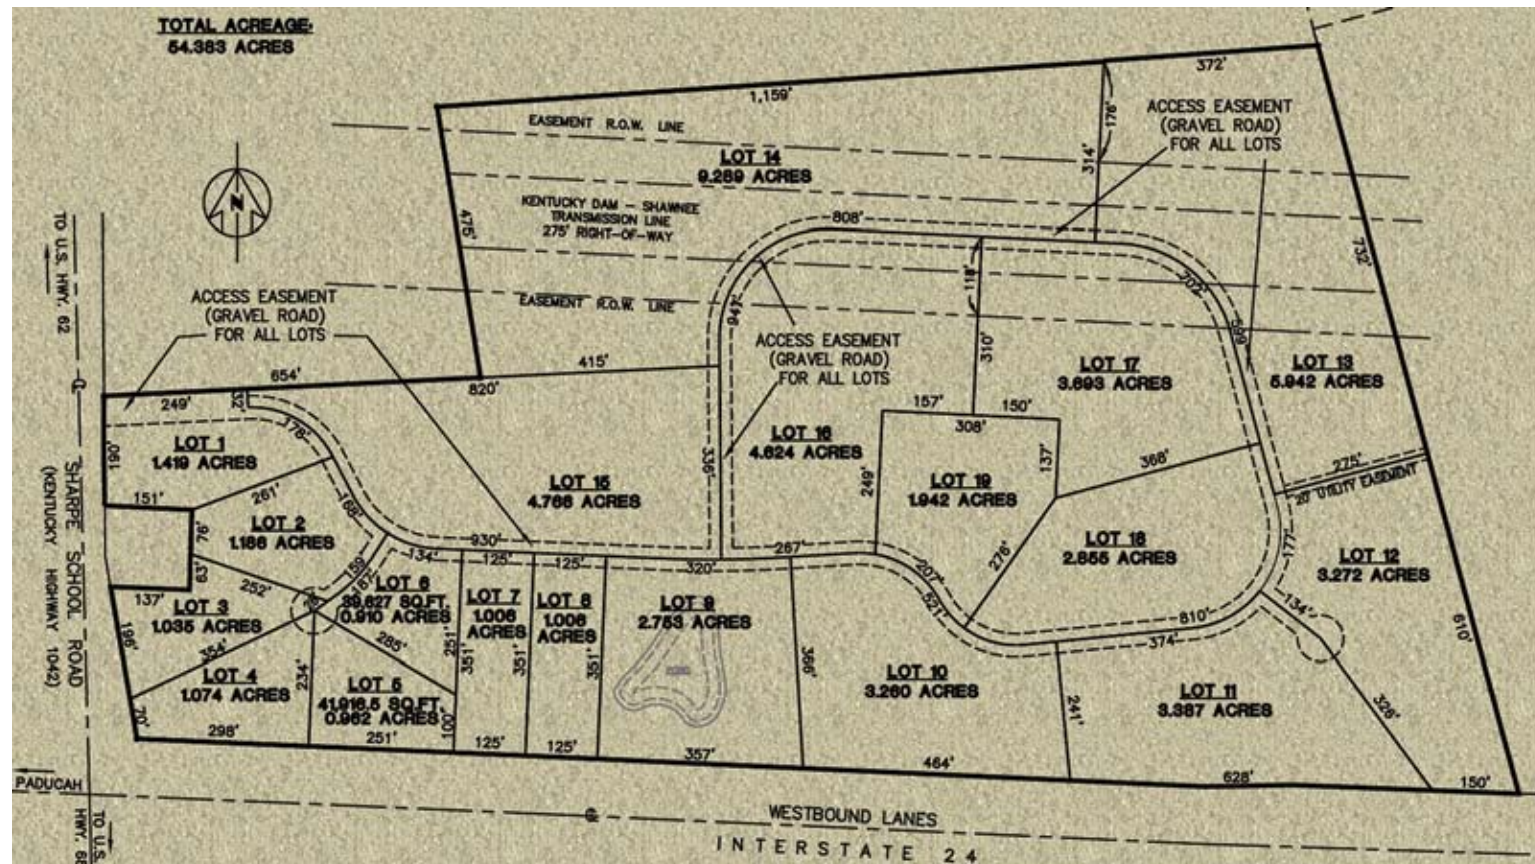 TOTAL ACREAGE:
54.383 ACRES
1,159'
372'
EASEMENT R.O.W. LINE
LOT 14
9.289 ACRES
176'
314'
ACCESS EASEMENT
(GRAVEL ROAD)
FOR ALL LOTS
N
KENTUCKY DAM – SHAWNEE
TRANSMISSION LINE
275' RIGHT-OF-WAY
475'
808'
732'
TO U.S. HWY. 62
118'
702'
ACCESS EASEMENT
(GRAVEL ROAD)
FOR ALL LOTS
EASEMENT R.O.W. LINE
941'
599'
ACCESS EASEMENT
(GRAVEL ROAD)
FOR ALL LOTS
310'
LOT 17
3.693 ACRES
LOT 13
5.942 ACRES
654'
415'
820'
249'
32'
178'
157'
150'
308'
LOT 1
1.419 ACRES
190'
LOT 16
4.624 ACRES
336'
137'
368'
275'
20' UTILITY EASEMENT
151'
261'
168'
LOT 15
4.766 ACRES
249'
LOT 19
1.942 ACRES
LOT 2
1.186 ACRES
76'
930'
134'
125'
125'
267'
320'
276'
LOT 18
2.855 ACRES
177'
LOT 12
3.272 ACRES
63'
252'
159'
187'
137'
LOT 3
1.035 ACRES
LOT 6
39,627 SQ.FT.
0.910 ACRES
LOT 7
1.006
ACRES
LOT 8
1.006
ACRES
LOT 9
2.753 ACRES
207'
521'
810'
374'
134'
610'
196'
354'
285'
251'
351'
351'
351'
366'
LOT 4
1.074 ACRES
234'
LOT 5
41,916.5 SQ.FT.
0.962 ACRES
100'
LOT 10
3.260 ACRES
241'
LOT 11
3.387 ACRES
326'
70'
298'
251'
125'
125'
357'
464'
628'
150'
SHARPE SCHOOL ROAD
(KENTUCKY HIGHWAY 1042)
PADUCAH
TO U.S.
HWY. 68
WESTBOUND LANES
INTERSTATE 24